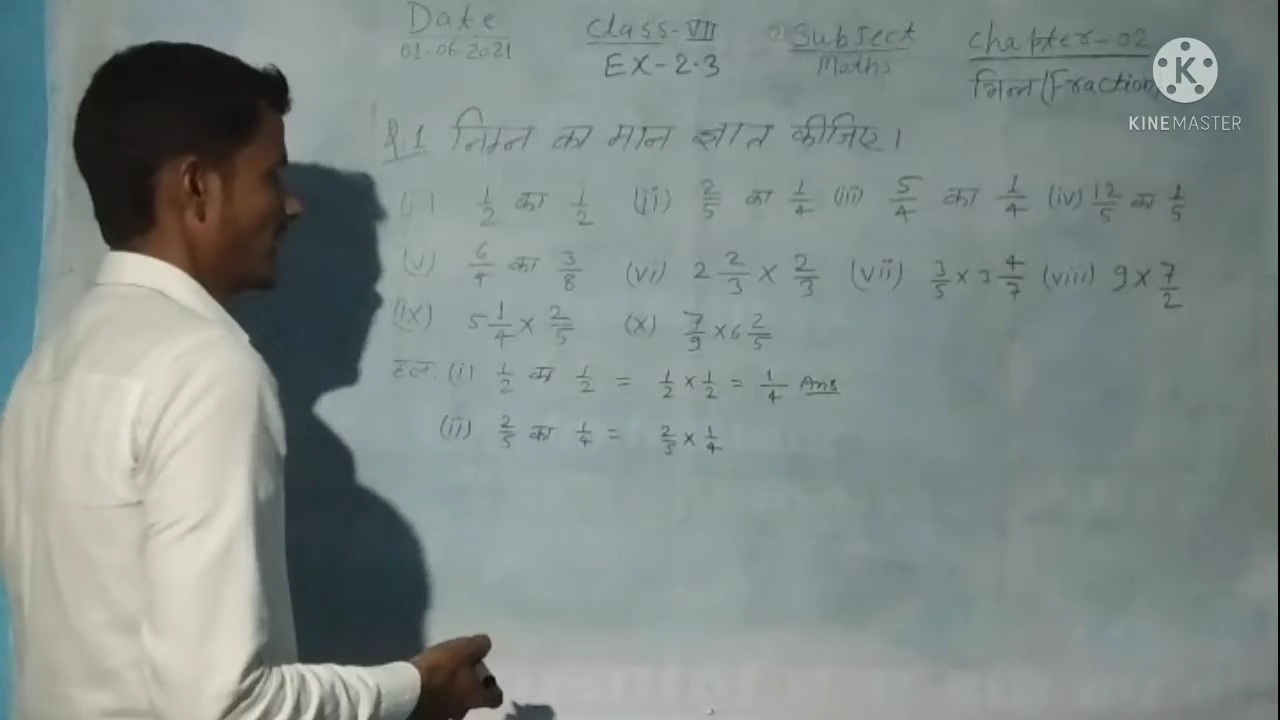 Date Class-VII Subject Chapter-02
01-06-2021 EX-2.3 Maths भिन्न (Fraction)
KINEMASTER
Q.1 निम्न का मान ज्ञात कीजिए।
(i) 1/2 का 1/2 (ii) 2/5 का 1/4 (iii) 5/4 का 1/4 (iv) 12/5 का 1/5
(v) 6/4 का 3/8 (vi) 2 2/3 × 2/3 (vii) 3/5 × 4/7 (viii) 9 × 7/2
(ix) 5 1/4 × 2/5 (x) 7/9 × 6 2/5
हल: (i) 1/2 का 1/2 = 1/2 × 1/2 = 1/4 Ans
(ii) 2/5 का 1/4 = 2/5 × 1/4